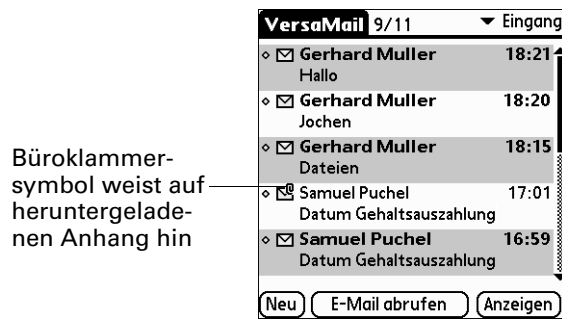 VersaMail 9/11 Eingang
Gerhard Muller 18:21
Hallo
Gerhard Muller 18:20
Jochen
Gerhard Muller 18:15
Dateien
Samuel Puchel 17:01
Datum Gehaltsauszahlung
Samuel Puchel 16:59
Datum Gehaltsauszahlung
Neu E-Mail abrufen Anzeigen
Büroklammer-
symbol weist auf
heruntergelade-
nen Anhang hin